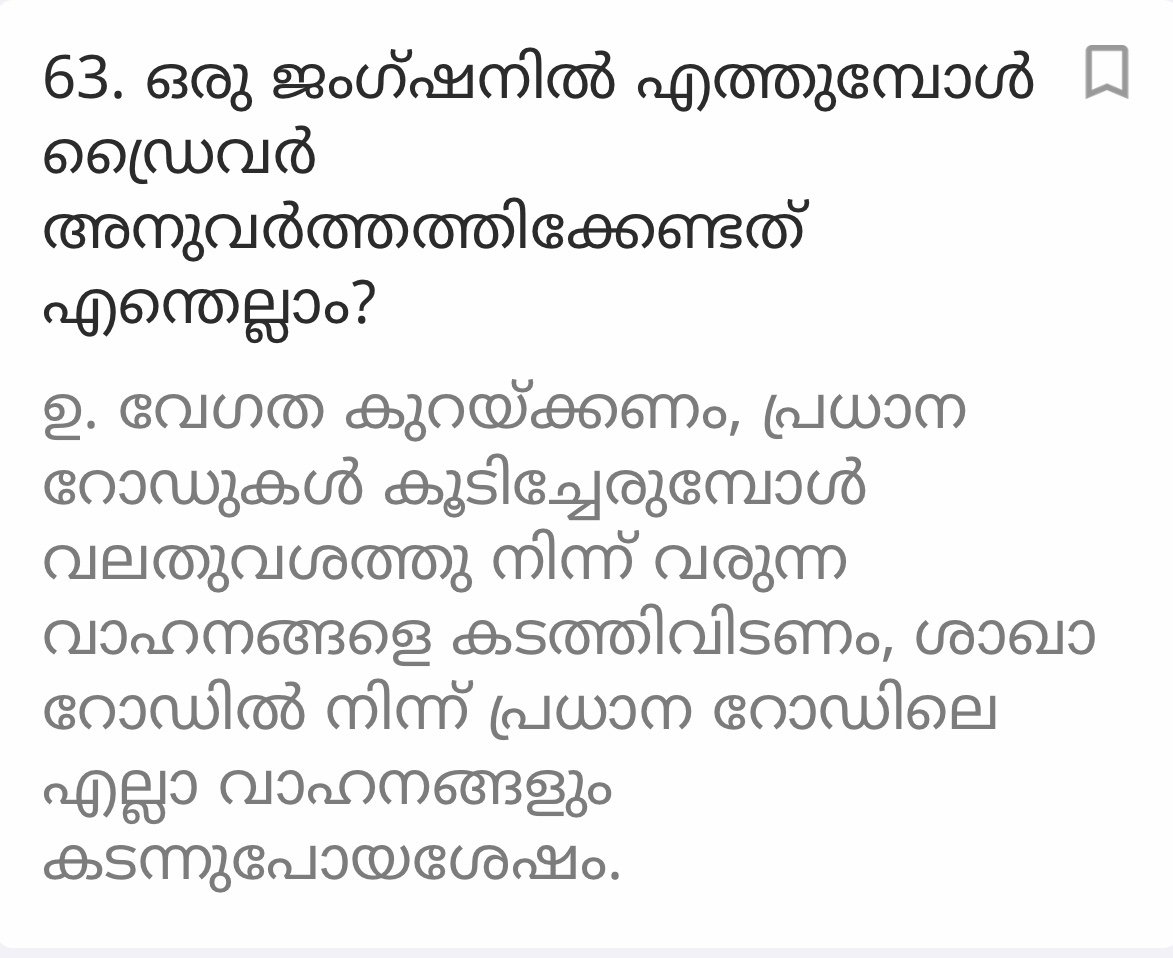 63. ഒരു ജംഗ്ഷനിൽ എത്തുമ്പോൾ
ഡ്രൈവർ
അനുവർത്തത്തിക്കേണ്ടത്
എന്തെല്ലാം?
ഉ. വേഗത കുറയ്ക്കണം, പ്രധാന
റോഡുകൾ കൂടിച്ചേരുമ്പോൾ
വലതുവശത്തു നിന്ന് വരുന്ന
വാഹനങ്ങളെ കടത്തിവിടണം, ശാഖാ
റോഡിൽ നിന്ന് പ്രധാന റോഡിലെ
എല്ലാ വാഹനങ്ങളും
കടന്നുപോയശേഷം.